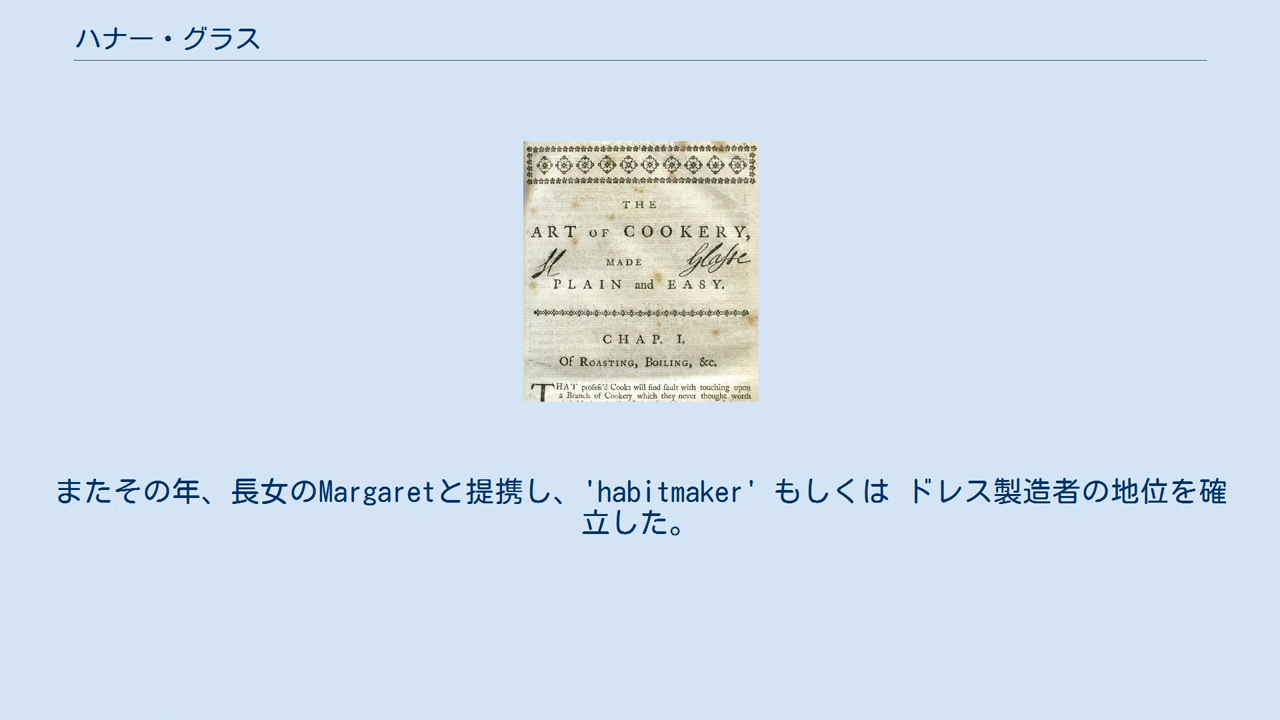 ハナー・グラス
THE
ART OF COOKERY,
H MADE Glasse
PLAIN and EASY.
CHAP. I.
Of ROASTING, BOILING, &c.
THAT profeſs'd Cooks will find fault with touching upon
a Branch of Cookery which they never thought worth
またその年、長女のMargaretと提携し、'habitmaker' もしくは ドレス製造者の地位を確
立した。